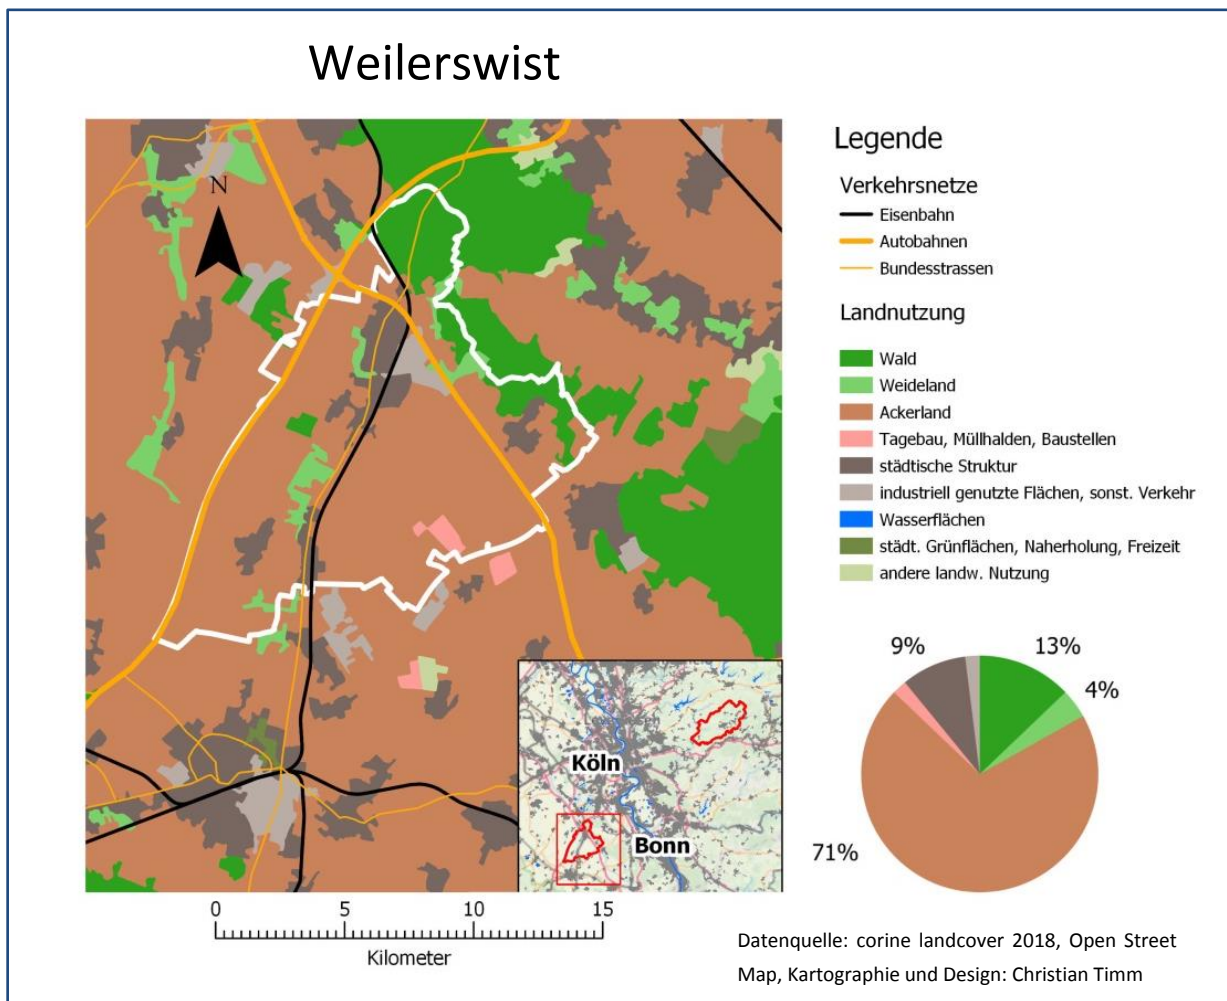 Weilerswist
N
Legende
Verkehrsnetze
Eisenbahn
Autobahnen
Bundesstrassen
Landnutzung
Wald
Weideland
Ackerland
Tagebau, Müllhalden, Baustellen
städtische Struktur
industriell genutzte Flächen, sonst. Verkehr
Wasserflächen
städt. Grünflächen, Naherholung, Freizeit
andere landw. Nutzung
9%
13%
4%
71%
Köln
Bonn
0 5 10 15
Kilometer
Datenquelle: corine landcover 2018, Open Street
Map, Kartographie und Design: Christian Timm